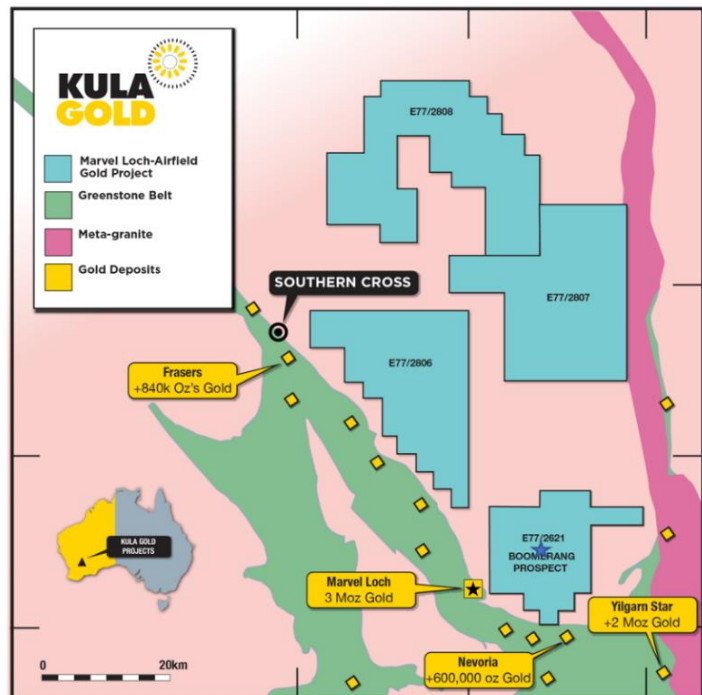 KULA
GOLD
Marvel Loch-Airfield
Gold Project
Greenstone Belt
Meta-granite
Gold Deposits
E77/2808
SOUTHERN CROSS
E77/2807
Frasers
+840k Oz's Gold
E77/2806
KULA GOLD
PROJECTS
E77/2621
BOOMERANG
PROSPECT
Marvel Loch
3 Moz Gold
Yilgarn Star
+2 Moz Gold
Nevoria
+600,000 oz Gold
0
20km